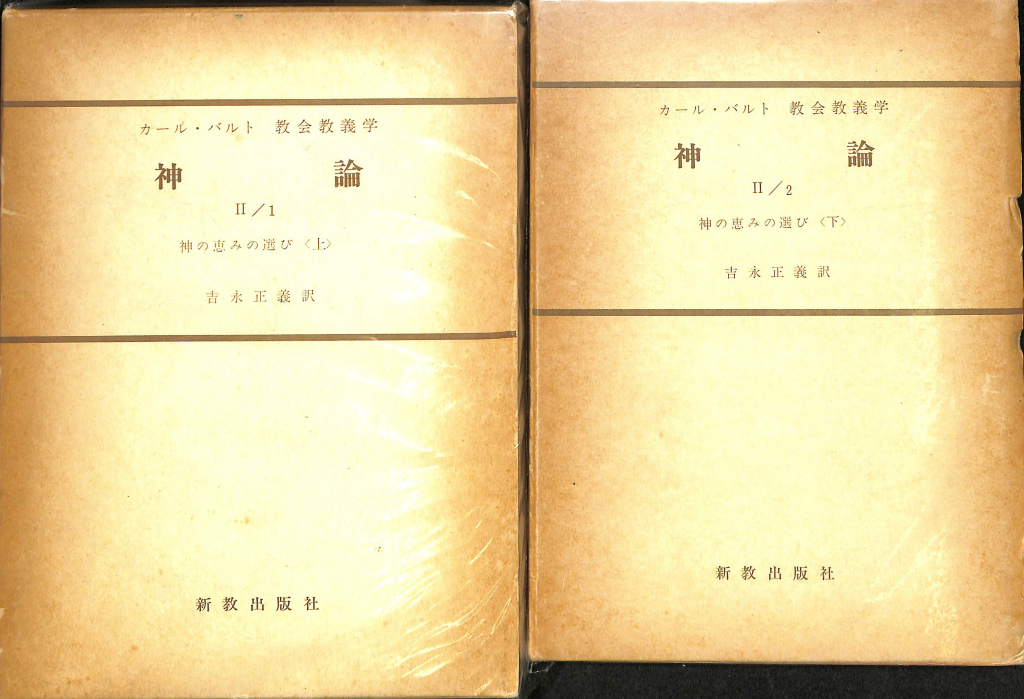 カール・バルト 教会教義学
神 論
II/1
神の恵みの選び〈上〉
吉永正義訳
新教出版社
カール・バルト 教会教義学
神 論
II/2
神の恵みの選び〈下〉
吉永正義訳
新教出版社